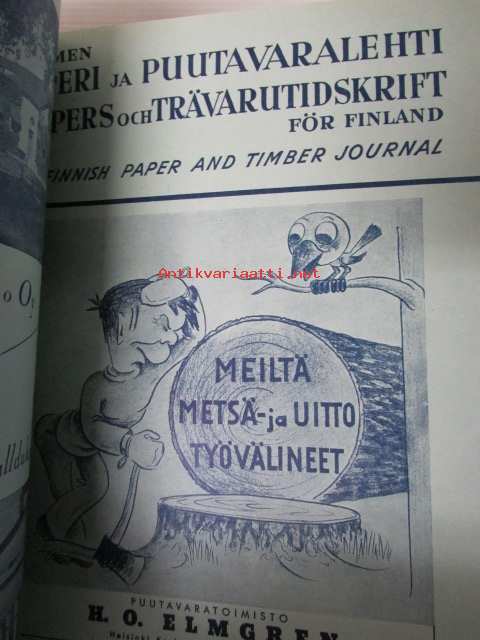 MEN
PERI JA PUUTAVARALEHTI
PERS OCH TRÄVARUTIDSKRIFT
FÖR FINLAND
FINNISH PAPER AND TIMBER JOURNAL
Antikvariaatti.net
MEILTÄ
METSÄ- ja UITTO
TYÖVÄLINEET
PUUTAVARATOIMISTO
H. O. ELMGREN
Helsinki